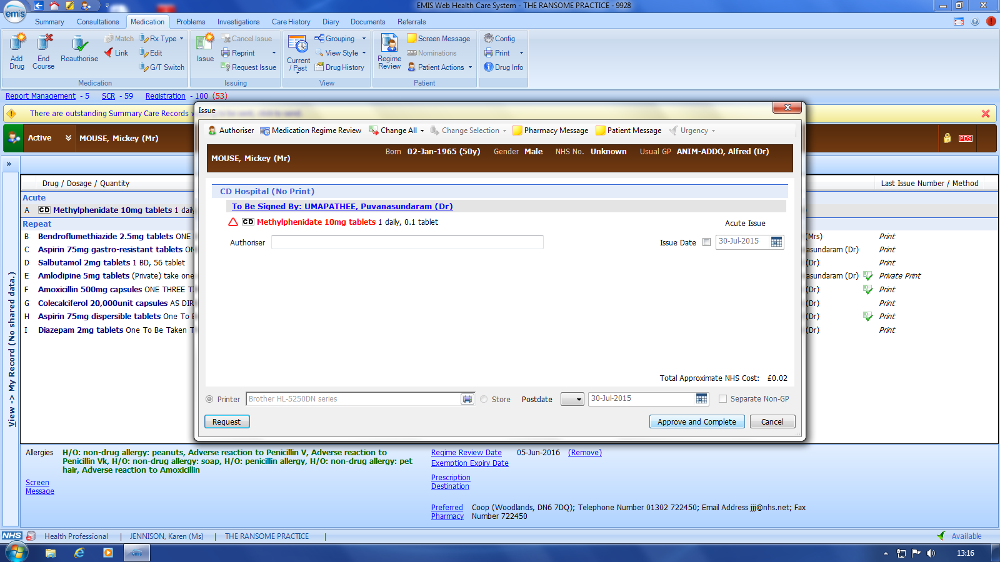 EMIS Web Health Care System - THE RANSOME PRACTICE - 9928
emis
Summary Consultations Medication Problems Investigations Care History Diary Documents Referrals
Add Drug
End Course
Reauthorise
Match
Link
Rx Type
Edit
G/T Switch
Medication
Issue
Cancel Issue
Reprint
Request Issue
Issuing
Current / Past
Grouping
View Style
Drug History
View
Regime Review
Screen Message
EPS Nominations
Patient Actions
Patient
Config
Print
Drug Info
Report Management - 5 SCR - 59 Registration - 100 (53)
There are outstanding Summary Care Records
Active MOUSE, Mickey (Mr)
PDS
View -> My Record (No shared data.)
Drug / Dosage / Quantity Last Issue Number / Method
Acute
A CD Methylphenidate 10mg tablets 1 daily
Repeat
B Bendroflumethiazide 2.5mg tablets ONE (Mrs) Print
C Aspirin 75mg gastro-resistant tablets asundaram (Dr) Print
D Salbutamol 2mg tablets 1 BD, 56 tablet (Dr) Print
E Amlodipine 5mg tablets (Private) take one asundaram (Dr) Private Print
F Amoxicillin 500mg capsules ONE THREE T (Dr) Print
G Colecalciferol 20,000unit capsules AS DIR (Dr) Print
H Aspirin 75mg dispersible tablets One To B (Dr) Print
I Diazepam 2mg tablets One To Be Taken T (Dr) Print
Issue
Authoriser Medication Regime Review Change All Change Selection Pharmacy Message Patient Message Urgency
MOUSE, Mickey (Mr) Born 02-Jan-1965 (50y) Gender Male NHS No. Unknown Usual GP ANIM-ADDO, Alfred (Dr)
CD Hospital (No Print)
To Be Signed By: UMAPATHEE, Puvanasundaram (Dr)
CD Methylphenidate 10mg tablets 1 daily, 0.1 tablet Acute Issue
Authoriser Issue Date 30-Jul-2015
Total Approximate NHS Cost: £0.02
Printer Brother HL-5250DN series Store Postdate 30-Jul-2015 Separate Non-GP
Request Approve and Complete Cancel
Allergies H/O: non-drug allergy: peanuts, Adverse reaction to Penicillin V, Adverse reaction to
Penicillin Vk, H/O: non-drug allergy: soap, H/O: penicillin allergy, H/O: non-drug allergy: pet
hair, Adverse reaction to Amoxicillin
Screen
Message
Regime Review Date 05-Jun-2016 (Remove)
Exemption Expiry Date
Prescription
Destination
Preferred Coop (Woodlands, DN6 7DQ); Telephone Number 01302 722450; Email Address jjj@nhs.net; Fax
Pharmacy Number 722450
NHS Health Professional | JENNISON, Karen (Ms) | THE RANSOME PRACTICE | Available
emis
13:16